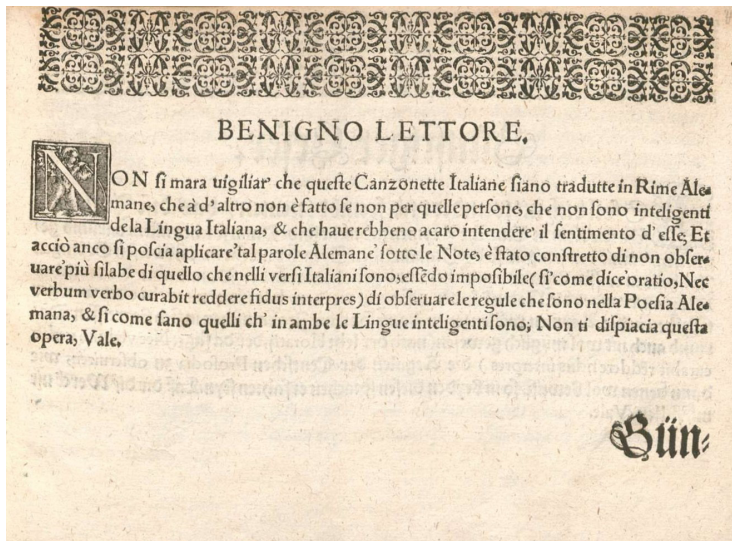 BENIGNO LETTORE.
NON ſi mara uigiliar' che queſte Canzonette Italiane ſiano tradutte in Rime Ale⸗
mane, che à d'altro non è fatto ſe non per quelle perſone, che non ſono inteligenti
de la Lingua Italiana, & che haue rebbeno acaro intendere' il ſentimento d'eſſe, Et
acciò anco ſi poſcia aplicare' tal parole Alemane' ſotto le Note, è ſtato conſtretto di non obſer⸗
uare' più ſilabe di quello che nelli verſi Italiani ſono, eſſēdo impoſibile (ſi' come dice' oratio, Nec
verbum verbo curabit reddere fidus interpres) di obſeruare le regule che ſono nella Poeſia Ale⸗
mana, & ſi come fano quelli ch' in ambe le Lingue inteligenti ſono; Non ti diſpiacia queſta
opera, Vale.
Gün⸗